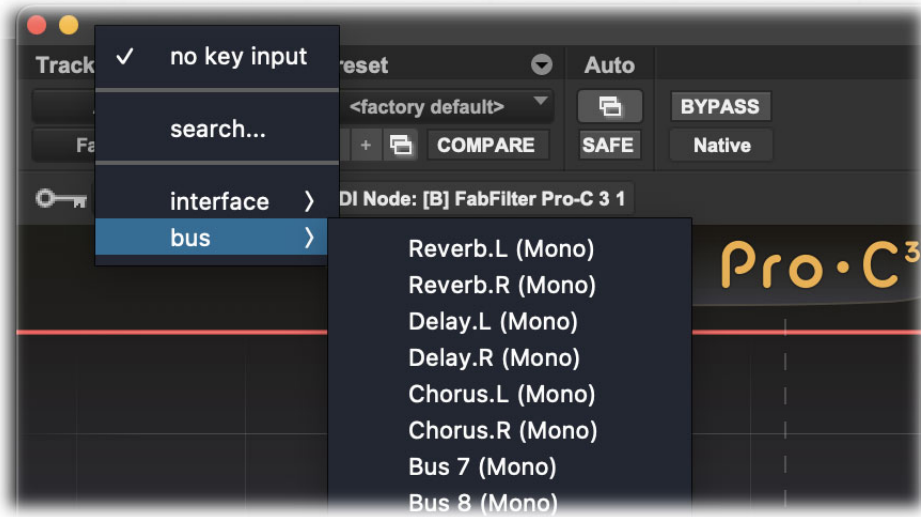 Track
reset
Auto
✓ no key input
<factory default>
BYPASS
search...
Fa
+
COMPARE
SAFE
Native
interface 〉
DI Node: [B] FabFilter Pro-C 3 1
bus 〉
Reverb.L (Mono)
Reverb.R (Mono)
Delay.L (Mono)
Delay.R (Mono)
Chorus.L (Mono)
Chorus.R (Mono)
Bus 7 (Mono)
Bus 8 (Mono)
Pro·C³